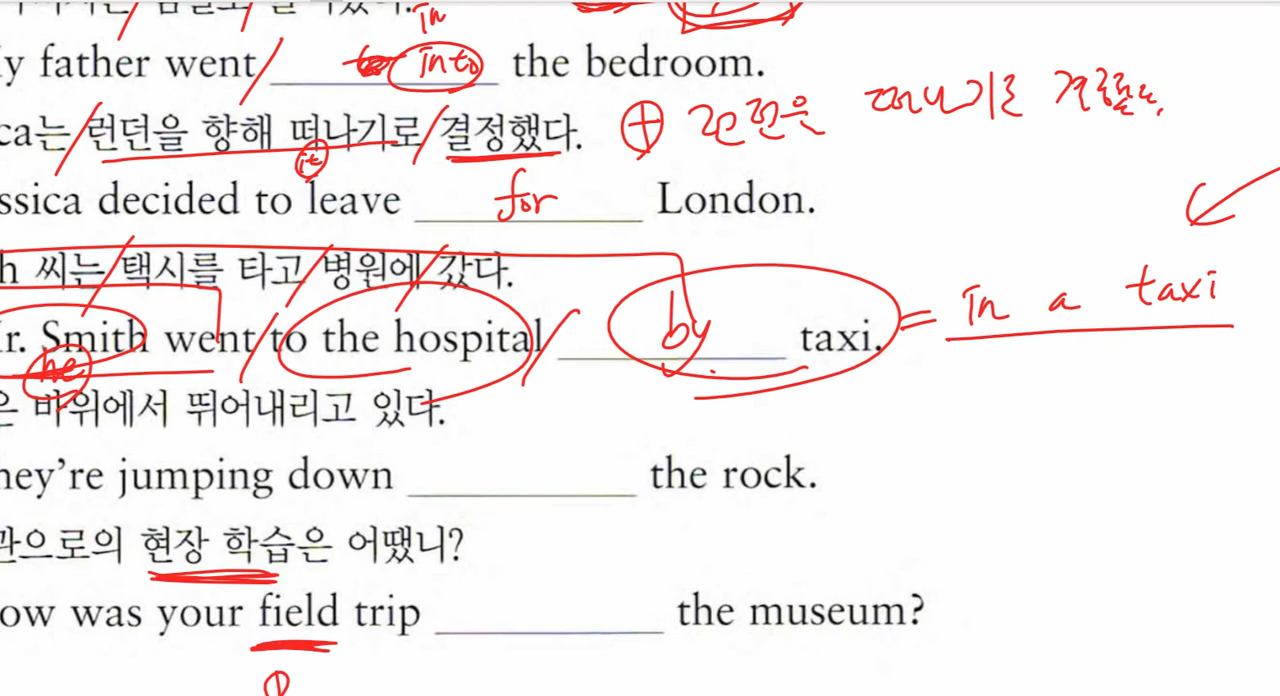 In
y father went into the bedroom.
ca는 런던을 향해 떠나기로 결정했다.
it
ssica decided to leave for London.
h 씨는 택시를 타고 병원에 갔다.
r. Smith went to the hospital by taxi. = In a taxi
he
은 바위에서 뛰어내리고 있다.
hey're jumping down the rock.
관으로의 현장 학습은 어땠니?
ow was your field trip the museum?
①